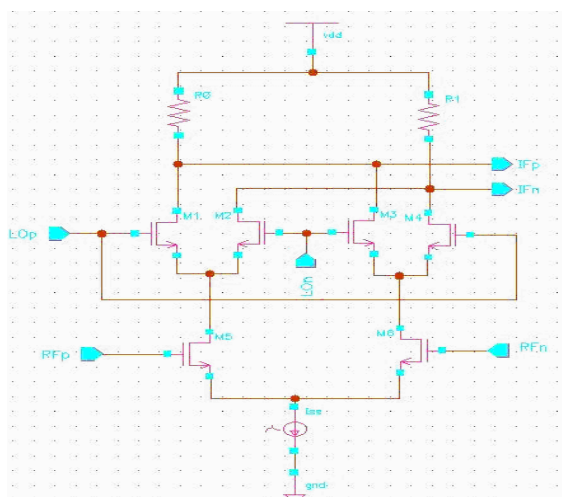 vdd
R0
R1
IFp
IFn
LOp
M1
M2
M3
M4
LOn
RFp
M5
M6
RFn
Iss
gnd